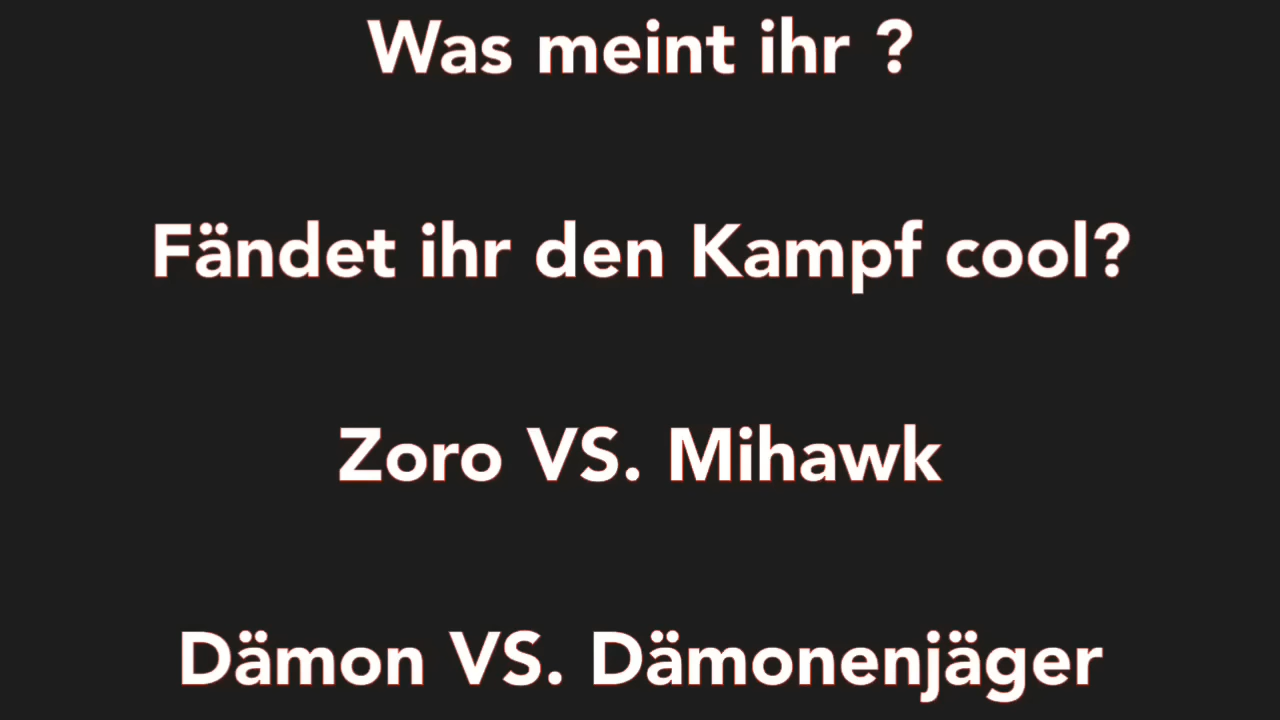 Was meint ihr ?
Fändet ihr den Kampf cool?
Zoro VS. Mihawk
Dämon VS. Dämonenjäger